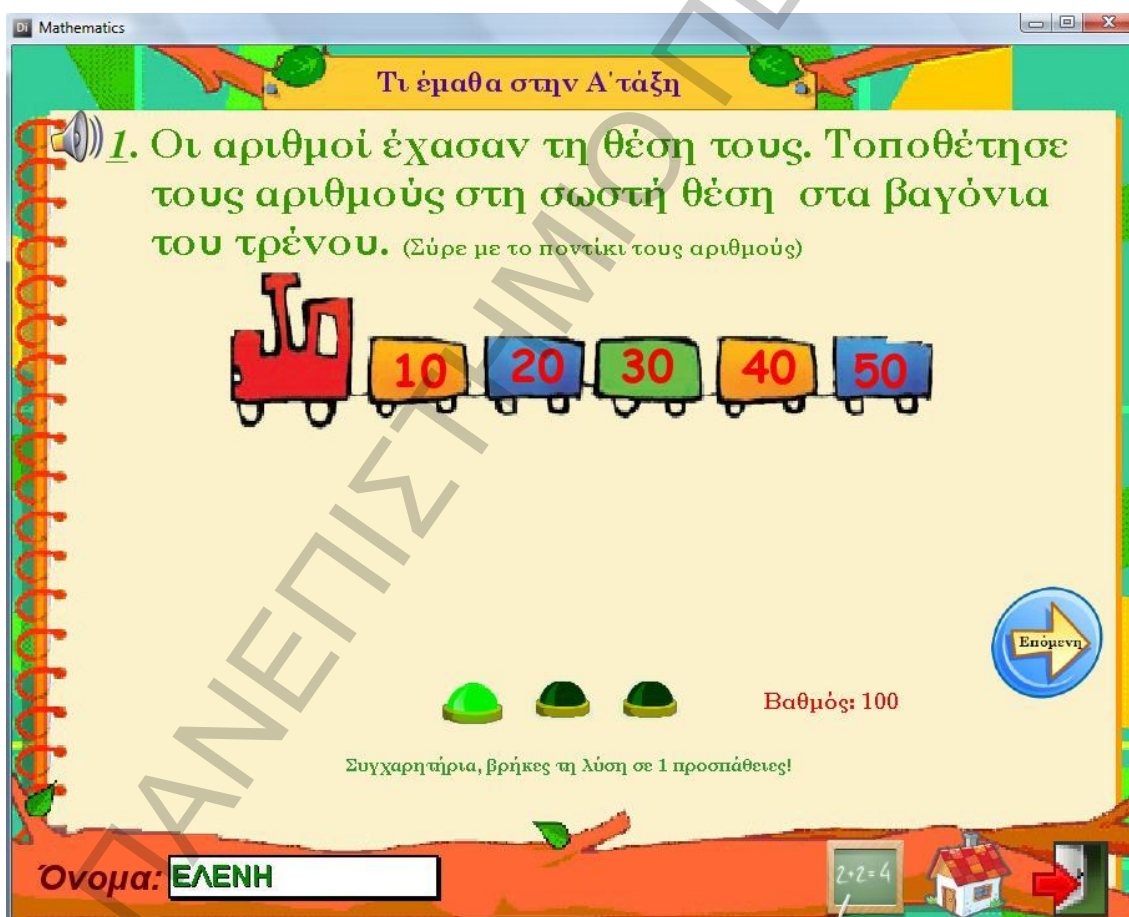 Di Mathematics
Τι έμαθα στην Α΄τάξη
1. Οι αριθμοί έχασαν τη θέση τους. Τοποθέτησε
τους αριθμούς στη σωστή θέση στα βαγόνια
του τρένου. (Σύρε με το ποντίκι τους αριθμούς)
10 20 30 40 50
Επόμενη
Βαθμός: 100
Συγχαρητήρια, βρήκες τη λύση σε 1 προσπάθειες!
Όνομα: ΕΛΕΝΗ
2+2=4
ΠΑΝΕΠΙΣΤΗΜΙΟ